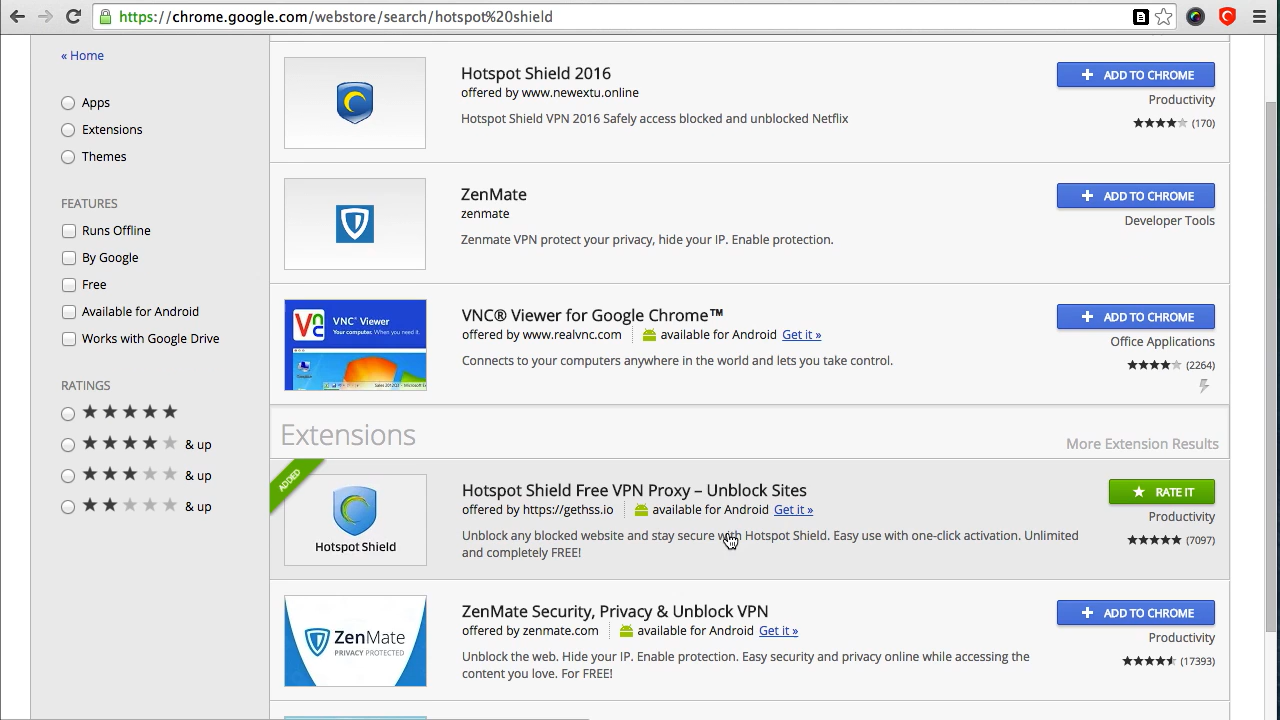 https://chrome.google.com/webstore/search/hotspot%20shield
« Home
Apps
Extensions
Themes
FEATURES
Runs Offline
By Google
Free
Available for Android
Works with Google Drive
RATINGS
& up
& up
& up
Hotspot Shield 2016
offered by www.newextu.online
Hotspot Shield VPN 2016 Safely access blocked and unblocked Netflix
ADD TO CHROME
Productivity
(170)
ZenMate
zenmate
Zenmate VPN protect your privacy, hide your IP. Enable protection.
ADD TO CHROME
Developer Tools
VNC® Viewer
Your computer. When you need it.
VNC® Viewer for Google Chrome™
offered by www.realvnc.com available for Android Get it »
Connects to your computers anywhere in the world and lets you take control.
ADD TO CHROME
Office Applications
(2264)
Extensions
More Extension Results
ADDED
Hotspot Shield
Hotspot Shield Free VPN Proxy – Unblock Sites
offered by https://gethss.io available for Android Get it »
Unblock any blocked website and stay secure with Hotspot Shield. Easy use with one-click activation. Unlimited
and completely FREE!
RATE IT
Productivity
(7097)
ZenMate
PRIVACY PROTECTED
ZenMate Security, Privacy & Unblock VPN
offered by zenmate.com available for Android Get it »
Unblock the web. Hide your IP. Enable protection. Easy security and privacy online while accessing the
content you love. For FREE!
ADD TO CHROME
Productivity
(17393)